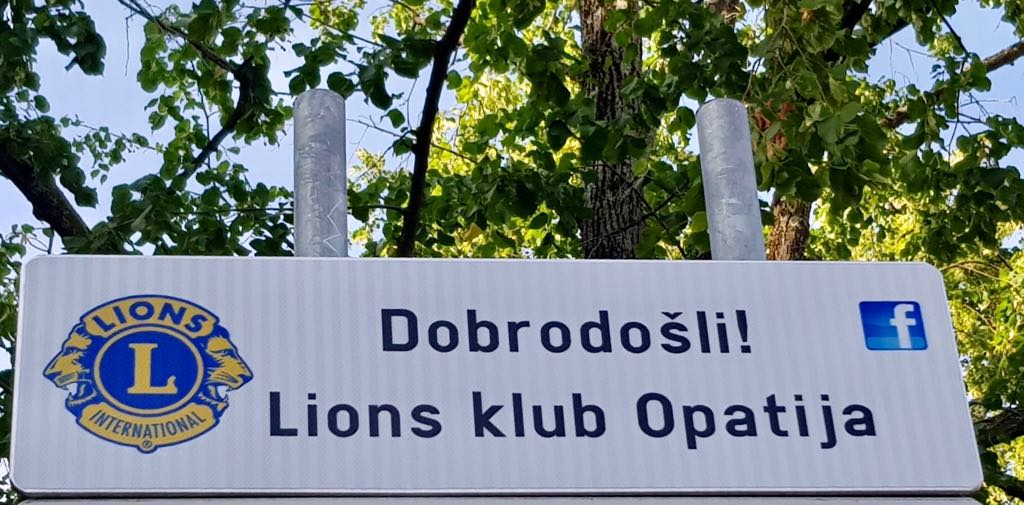 LIONS
L
INTERNATIONAL
®
Dobrodošli!
Lions klub Opatija
f